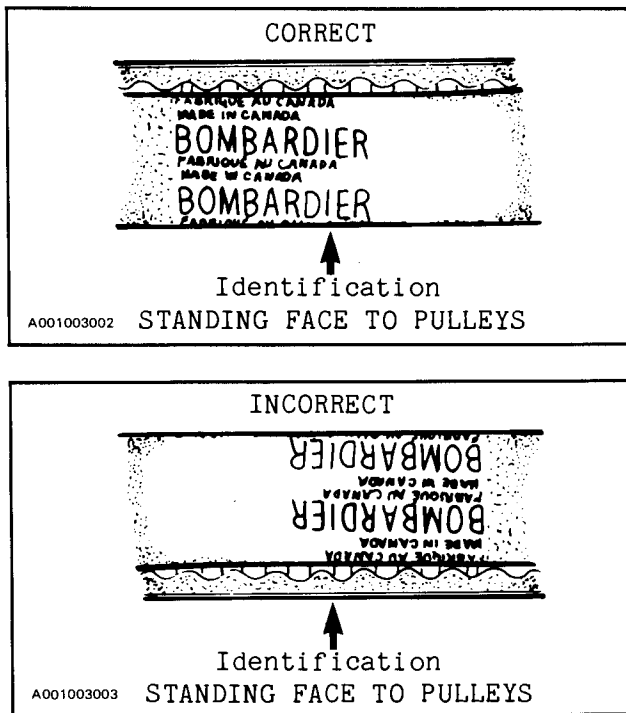 CORRECT
FABRIQUE AU CANADA
MADE IN CANADA
BOMBARDIER
FABRIQUE AU CANADA
MADE IN CANADA
BOMBARDIER
Identification
A001003002 STANDING FACE TO PULLEYS
INCORRECT
BOMBARDIER
MADE IN CANADA
FABRIQUE AU CANADA
BOMBARDIER
MADE IN CANADA
FABRIQUE AU CANADA
Identification
A001003003 STANDING FACE TO PULLEYS